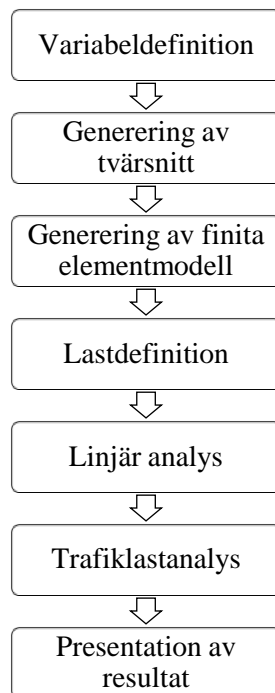 Variabeldefinition
Generering av
tvärsnitt
Generering av finita
elementmodell
Lastdefinition
Linjär analys
Trafiklastanalys
Presentation av
resultat